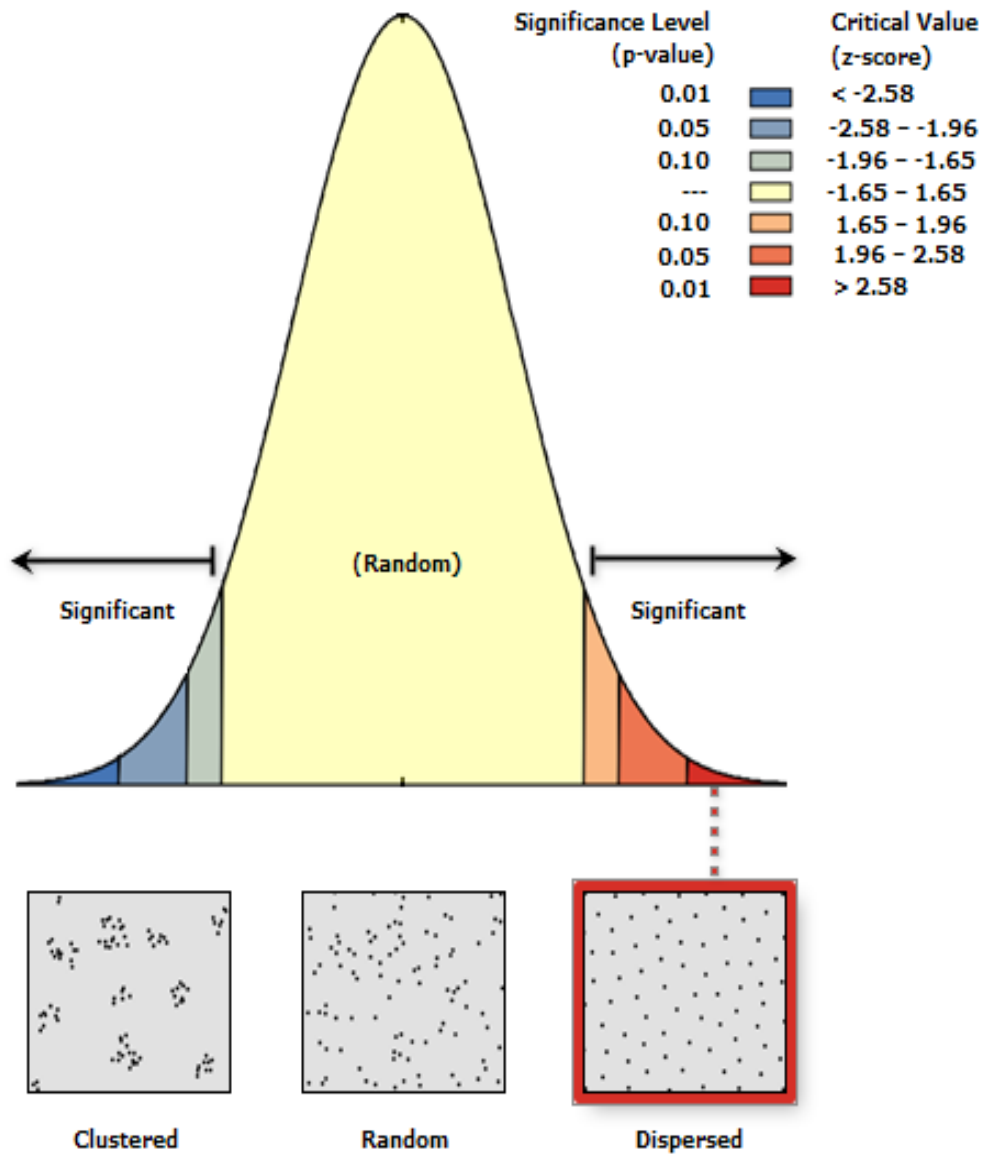 Significance Level Critical Value
(p-value) (z-score)
0.01 < -2.58
0.05 -2.58 – -1.96
0.10 -1.96 – -1.65
--- -1.65 – 1.65
0.10 1.65 – 1.96
0.05 1.96 – 2.58
0.01 > 2.58
(Random)
Significant Significant
Clustered Random Dispersed